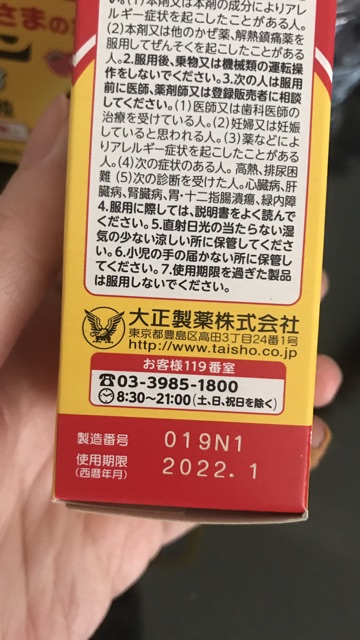 さまの
い。(1)本剤又は本剤の成分によりアレ
ルギー症状を起こしたことがある人。
(2)本剤又は他のかぜ薬、解熱鎮痛薬を
服用してぜんそくを起こしたことがあ
る人。2.服用後、乗物又は機械類の運転操
作をしないでください。3.次の人は服用
前に医師、薬剤師又は登録販売者に相談
してください。(1)医師又は歯科医師の
治療を受けている人。(2)妊婦又は妊娠
していると思われる人。(3)薬などによ
りアレルギー症状を起こしたことがあ
る人。(4)次の症状のある人。高熱、排尿困
難 (5)次の診断を受けた人。心臓病、肝
臓病、腎臓病、胃・十二指腸潰瘍、緑内障
4.服用に際しては、説明書をよく読んで
ください。5.直射日光の当たらない湿
気の少ない涼しい所に保管してくださ
い。6.小児の手の届かない所に保管し
てください。7.使用期限を過ぎた製品
は服用しないでください。
大正製薬株式会社
東京都豊島区高田3丁目24番1号
http://www.taisho.co.jp
お客様119番室
☎03-3985-1800
8:30~21:00(土、日、祝日を除く)
製造番号 019N1
使用期限 2022.1
(西暦年月)